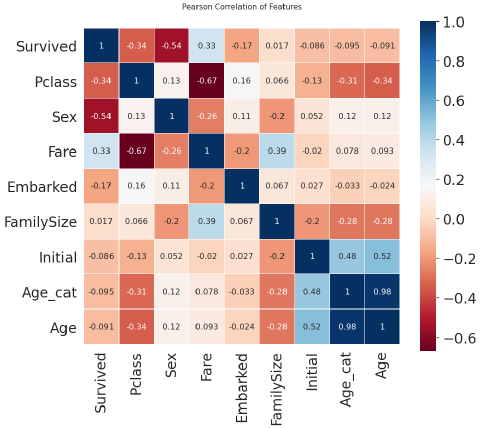 Pearson Correlation of Features
Survived 1 -0.34 -0.54 0.33 -0.17 0.017 -0.086 -0.095 -0.091
Pclass -0.34 1 0.13 -0.67 0.16 0.066 -0.13 -0.31 -0.34
Sex -0.54 0.13 1 -0.26 0.11 -0.2 0.052 0.12 0.12
Fare 0.33 -0.67 -0.26 1 -0.2 0.39 -0.02 0.078 0.093
Embarked -0.17 0.16 0.11 -0.2 1 0.067 0.027 -0.033 -0.024
FamilySize 0.017 0.066 -0.2 0.39 0.067 1 -0.2 -0.28 -0.28
Initial -0.086 -0.13 0.052 -0.02 0.027 -0.2 1 0.48 0.52
Age_cat -0.095 -0.31 0.12 0.078 -0.033 -0.28 0.48 1 0.98
Age -0.091 -0.34 0.12 0.093 -0.024 -0.28 0.52 0.98 1
Survived Pclass Sex Fare Embarked FamilySize Initial Age_cat Age
1.0
0.8
0.6
0.4
0.2
0.0
−0.2
−0.4
−0.6